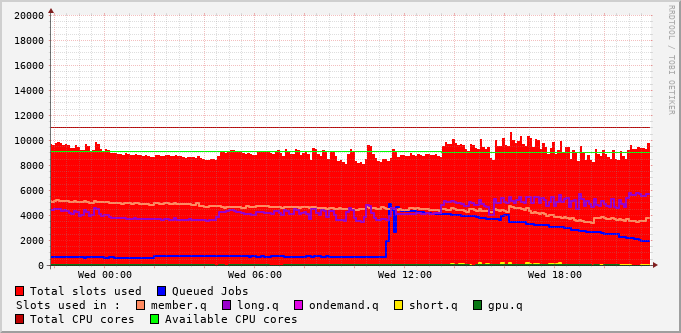 20000
18000
16000
14000
12000
10000
8000
6000
4000
2000
0
Wed 00:00 Wed 06:00 Wed 12:00 Wed 18:00
Total slots used Queued Jobs
Slots used in : member.q long.q ondemand.q short.q gpu.q
Total CPU cores Available CPU cores
RRDTOOL / TOBI OETIKER